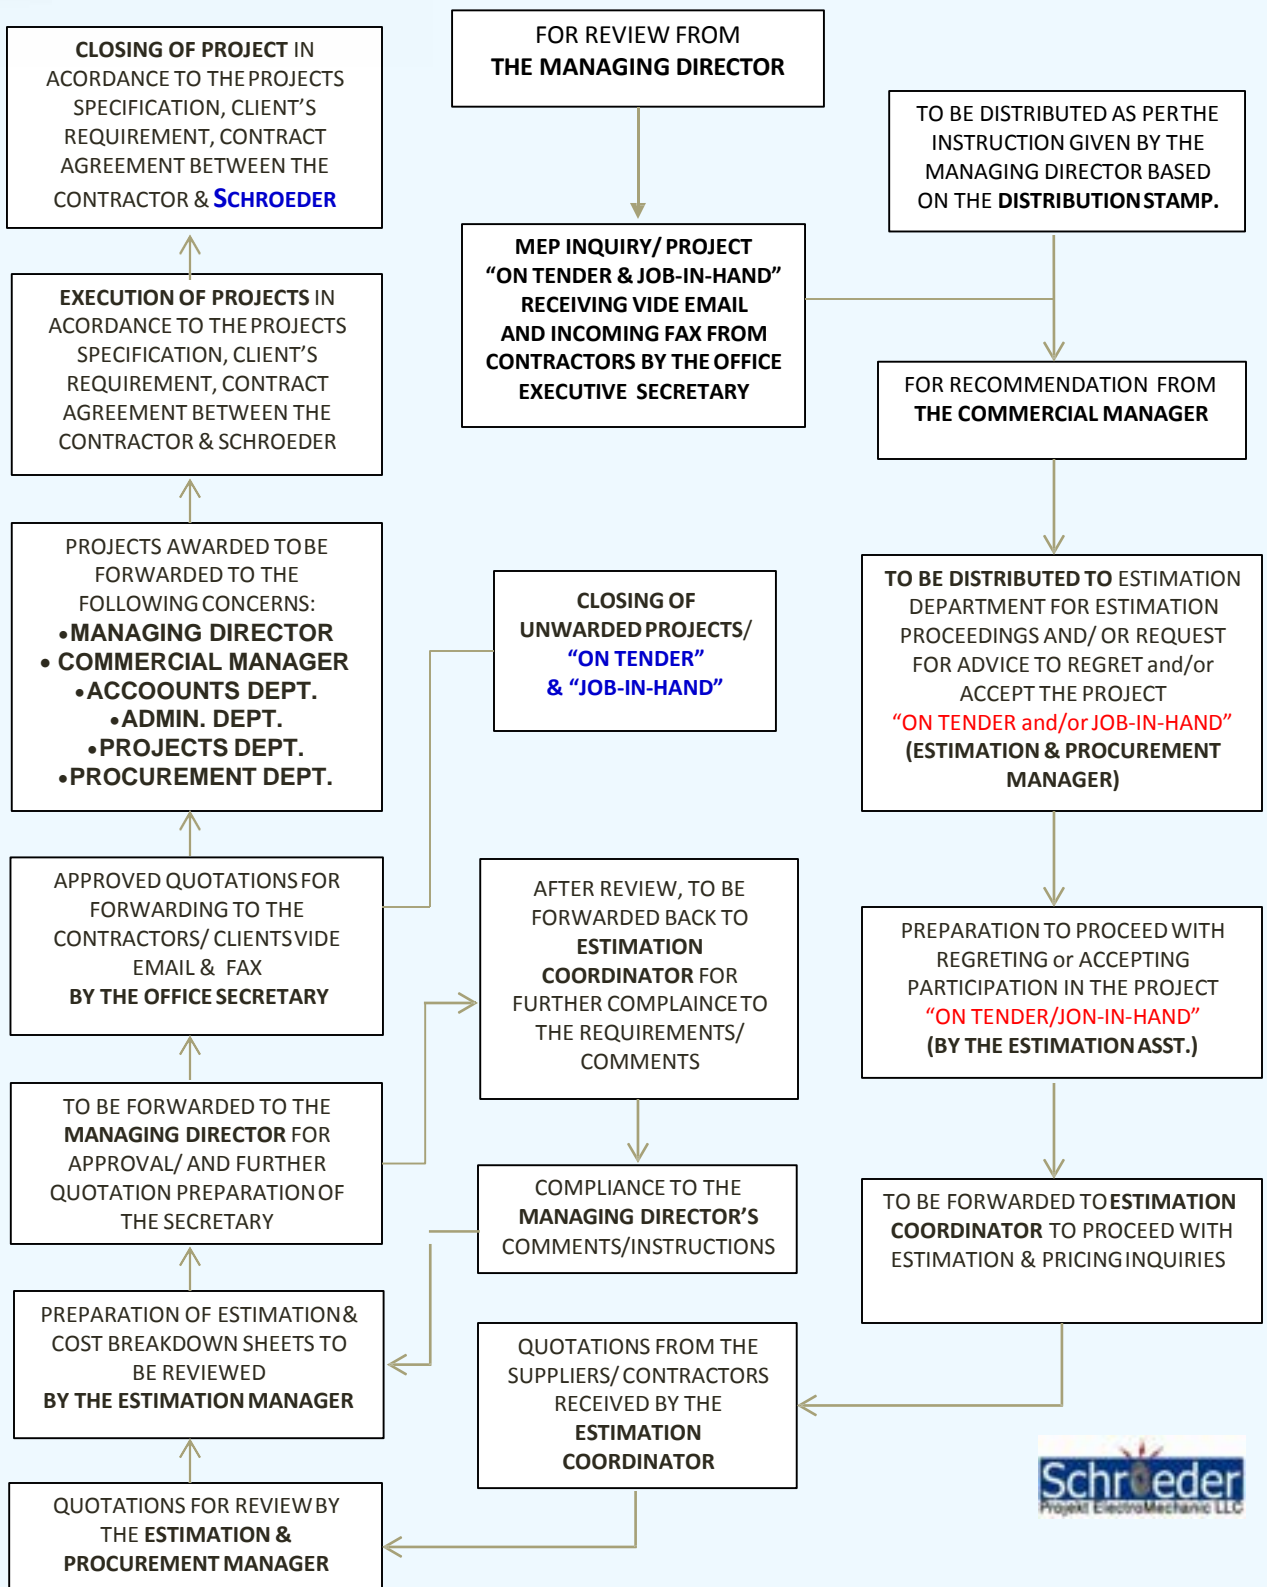 FOR REVIEW FROM
THE MANAGING DIRECTOR
MEP INQUIRY/ PROJECT
“ON TENDER & JOB-IN-HAND”
RECEIVING VIDE EMAIL
AND INCOMING FAX FROM
CONTRACTORS BY THE OFFICE
EXECUTIVE SECRETARY
TO BE DISTRIBUTED AS PER THE
INSTRUCTION GIVEN BY THE
MANAGING DIRECTOR BASED
ON THE DISTRIBUTION STAMP.
FOR RECOMMENDATION FROM
THE COMMERCIAL MANAGER
TO BE DISTRIBUTED TO ESTIMATION
DEPARTMENT FOR ESTIMATION
PROCEEDINGS AND/ OR REQUEST
FOR ADVICE TO REGRET and/or
ACCEPT THE PROJECT
“ON TENDER and/or JOB-IN-HAND”
(ESTIMATION & PROCUREMENT
MANAGER)
PREPARATION TO PROCEED WITH
REGRETING or ACCEPTING
PARTICIPATION IN THE PROJECT
“ON TENDER/JON-IN-HAND”
(BY THE ESTIMATION ASST.)
TO BE FORWARDED TO ESTIMATION
COORDINATOR TO PROCEED WITH
ESTIMATION & PRICING INQUIRIES
QUOTATIONS FROM THE
SUPPLIERS/ CONTRACTORS
RECEIVED BY THE
ESTIMATION
COORDINATOR
QUOTATIONS FOR REVIEW BY
THE ESTIMATION &
PROCUREMENT MANAGER
PREPARATION OF ESTIMATION &
COST BREAKDOWN SHEETS TO
BE REVIEWED
BY THE ESTIMATION MANAGER
TO BE FORWARDED TO THE
MANAGING DIRECTOR FOR
APPROVAL/ AND FURTHER
QUOTATION PREPARATION OF
THE SECRETARY
AFTER REVIEW, TO BE
FORWARDED BACK TO
ESTIMATION
COORDINATOR FOR
FURTHER COMPLAINCE TO
THE REQUIREMENTS/
COMMENTS
COMPLIANCE TO THE
MANAGING DIRECTOR’S
COMMENTS/INSTRUCTIONS
APPROVED QUOTATIONS FOR
FORWARDING TO THE
CONTRACTORS/ CLIENTS VIDE
EMAIL & FAX
BY THE OFFICE SECRETARY
CLOSING OF
UNWARDED PROJECTS/
“ON TENDER”
& “JOB-IN-HAND”
PROJECTS AWARDED TO BE
FORWARDED TO THE
FOLLOWING CONCERNS:
•MANAGING DIRECTOR
• COMMERCIAL MANAGER
•ACCOOUNTS DEPT.
•ADMIN. DEPT.
•PROJECTS DEPT.
•PROCUREMENT DEPT.
EXECUTION OF PROJECTS IN
ACORDANCE TO THE PROJECTS
SPECIFICATION, CLIENT’S
REQUIREMENT, CONTRACT
AGREEMENT BETWEEN THE
CONTRACTOR & SCHROEDER
CLOSING OF PROJECT IN
ACORDANCE TO THE PROJECTS
SPECIFICATION, CLIENT’S
REQUIREMENT, CONTRACT
AGREEMENT BETWEEN THE
CONTRACTOR & SCHROEDER
Schroeder
Projekt ElectroMechanic LLC